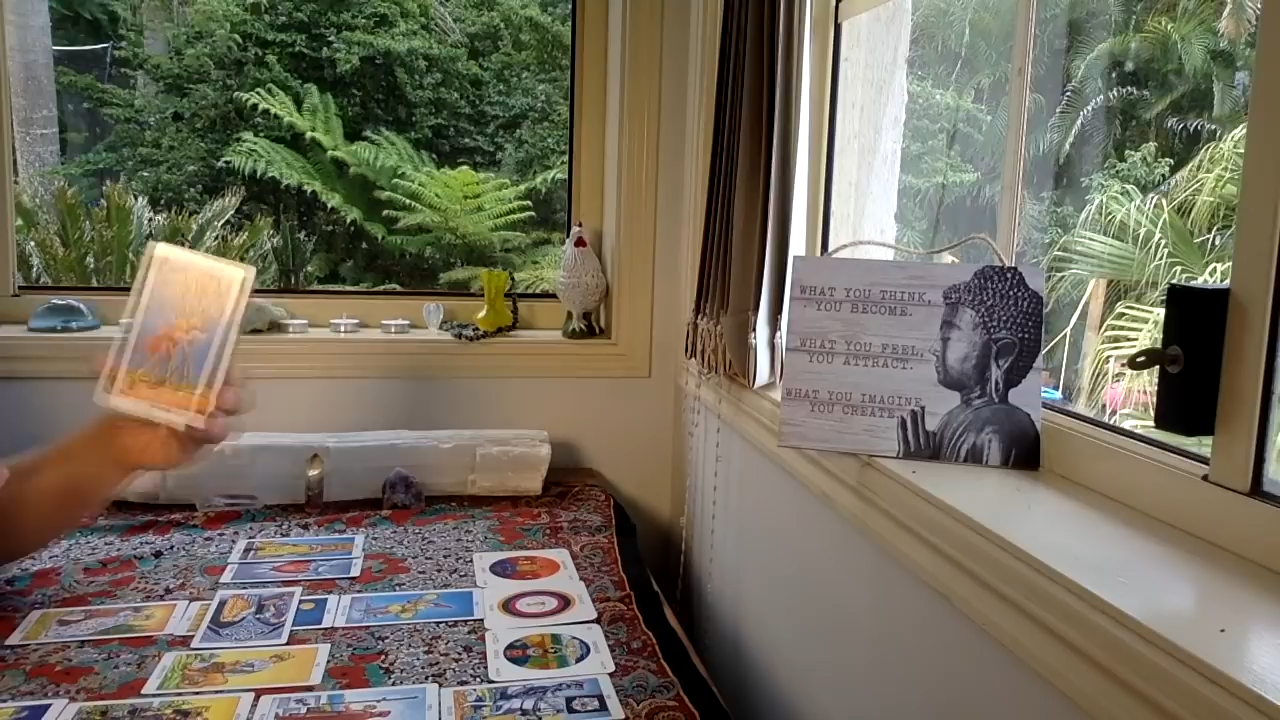 WHAT YOU THINK,
YOU BECOME.
WHAT YOU FEEL,
YOU ATTRACT.
WHAT YOU IMAGINE
YOU CREATE